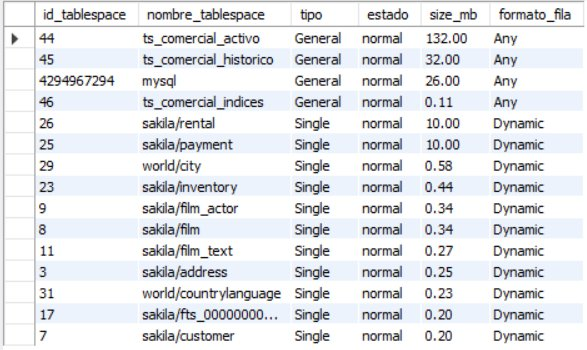 id_tablespace nombre_tablespace tipo estado size_mb formato_fila
44 ts_comercial_activo General normal 132.00 Any
45 ts_comercial_historico General normal 32.00 Any
4294967294 mysql General normal 26.00 Any
46 ts_comercial_indices General normal 0.11 Any
26 sakila/rental Single normal 10.00 Dynamic
25 sakila/payment Single normal 10.00 Dynamic
29 world/city Single normal 0.58 Dynamic
23 sakila/inventory Single normal 0.44 Dynamic
9 sakila/film_actor Single normal 0.34 Dynamic
8 sakila/film Single normal 0.34 Dynamic
11 sakila/film_text Single normal 0.27 Dynamic
3 sakila/address Single normal 0.25 Dynamic
31 world/countrylanguage Single normal 0.23 Dynamic
17 sakila/fts_00000000... Single normal 0.20 Dynamic
7 sakila/customer Single normal 0.20 Dynamic